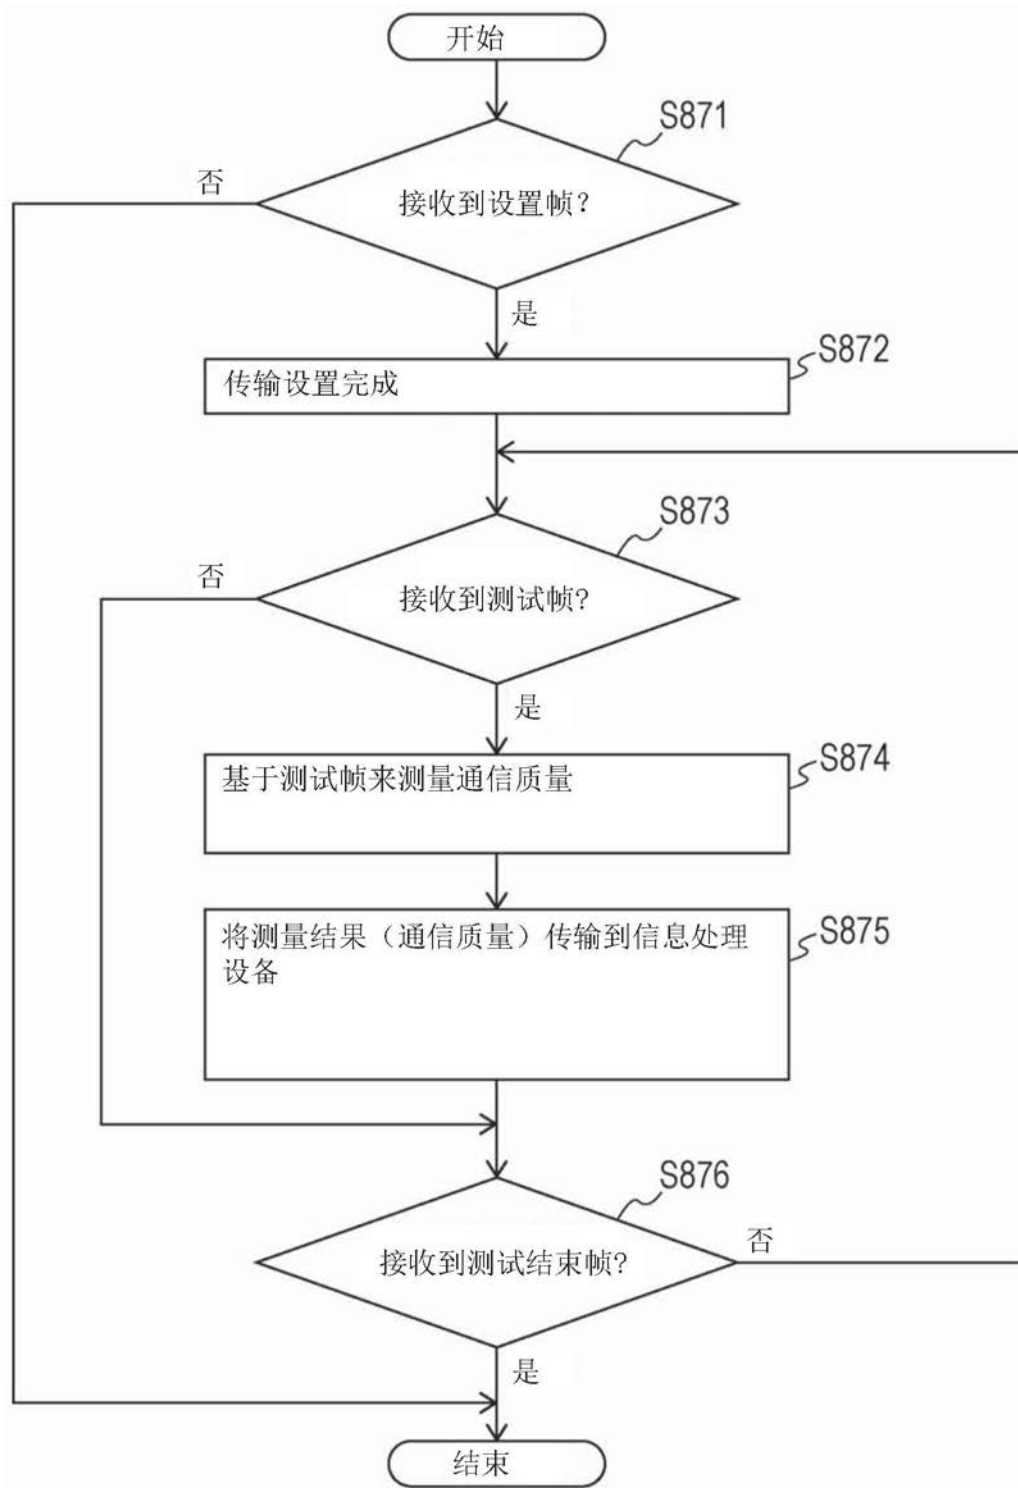 开始
S871
否
接收到设置帧？
是
S872
传输设置完成
S873
否
接收到测试帧?
是
S874
基于测试帧来测量通信质量
S875
将测量结果（通信质量）传输到信息处理
设备
S876
接收到测试结束帧?
否
是
结束